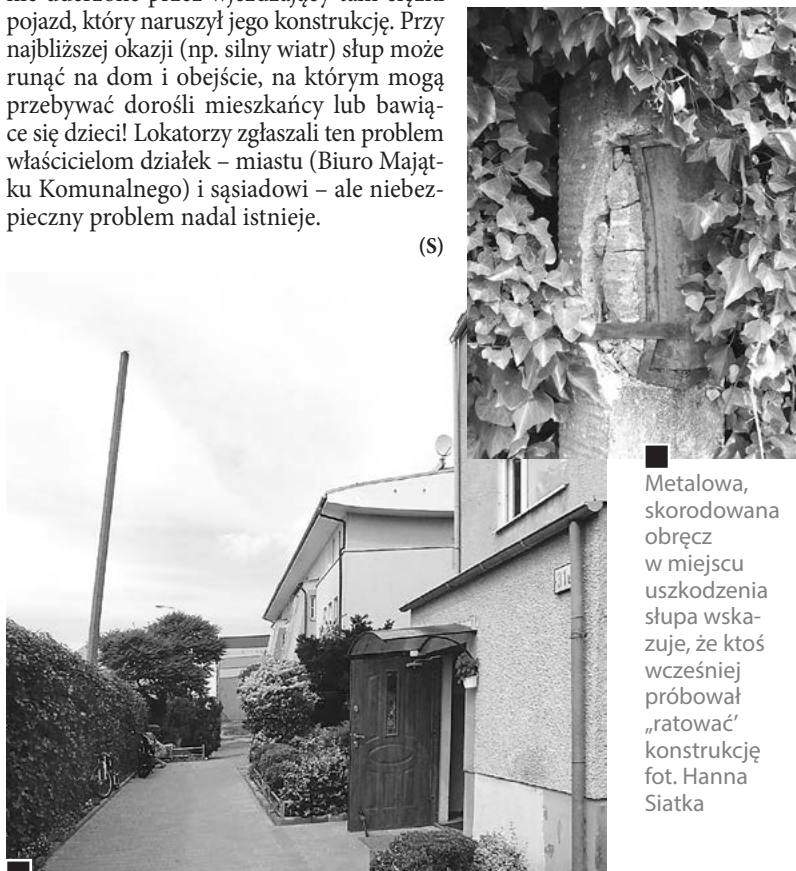 pojazd, który naruszył jego konstrukcję. Przy
najbliższej okazji (np. silny wiatr) słup może
runąć na dom i obejście, na którym mogą
przebywać dorośli mieszkańcy lub bawią-
ce się dzieci! Lokatorzy zgłaszali ten problem
właścicielom działek – miastu (Biuro Mająt-
ku Komunalnego) i sąsiadowi – ale niebez-
pieczny problem nadal istnieje.
(S)
Metalowa,
skorodowana
obręcz
w miejscu
uszkodzenia
słupa wska-
zuje, że ktoś
wcześniej
próbował
„ratować’
konstrukcję
fot. Hanna
Siatka